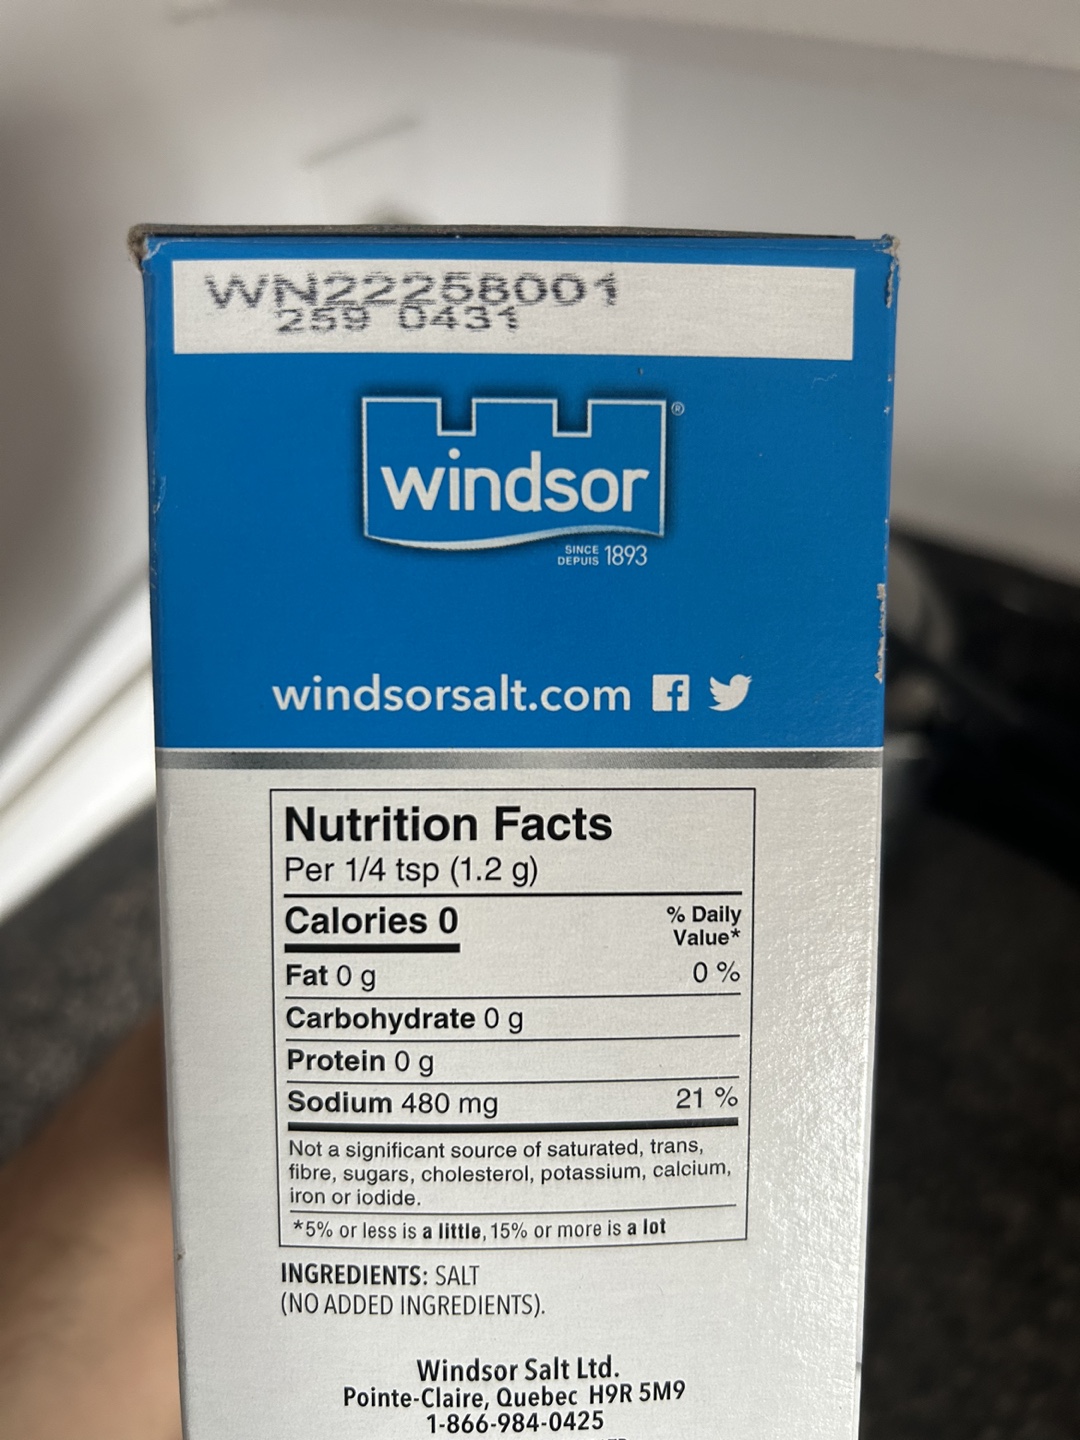 WN22258001
259 0431
windsor®
SINCE
DEPUIS 1893
windsorsalt.com
Nutrition Facts
Per 1/4 tsp (1.2 g)
Calories 0
% Daily
Value*
Fat 0 g 0 %
Carbohydrate 0 g
Protein 0 g
Sodium 480 mg 21 %
Not a significant source of saturated, trans,
fibre, sugars, cholesterol, potassium, calcium,
iron or iodide.
*5% or less is a little, 15% or more is a lot
INGREDIENTS: SALT
(NO ADDED INGREDIENTS).
Windsor Salt Ltd.
Pointe-Claire, Quebec H9R 5M9
1-866-984-0425